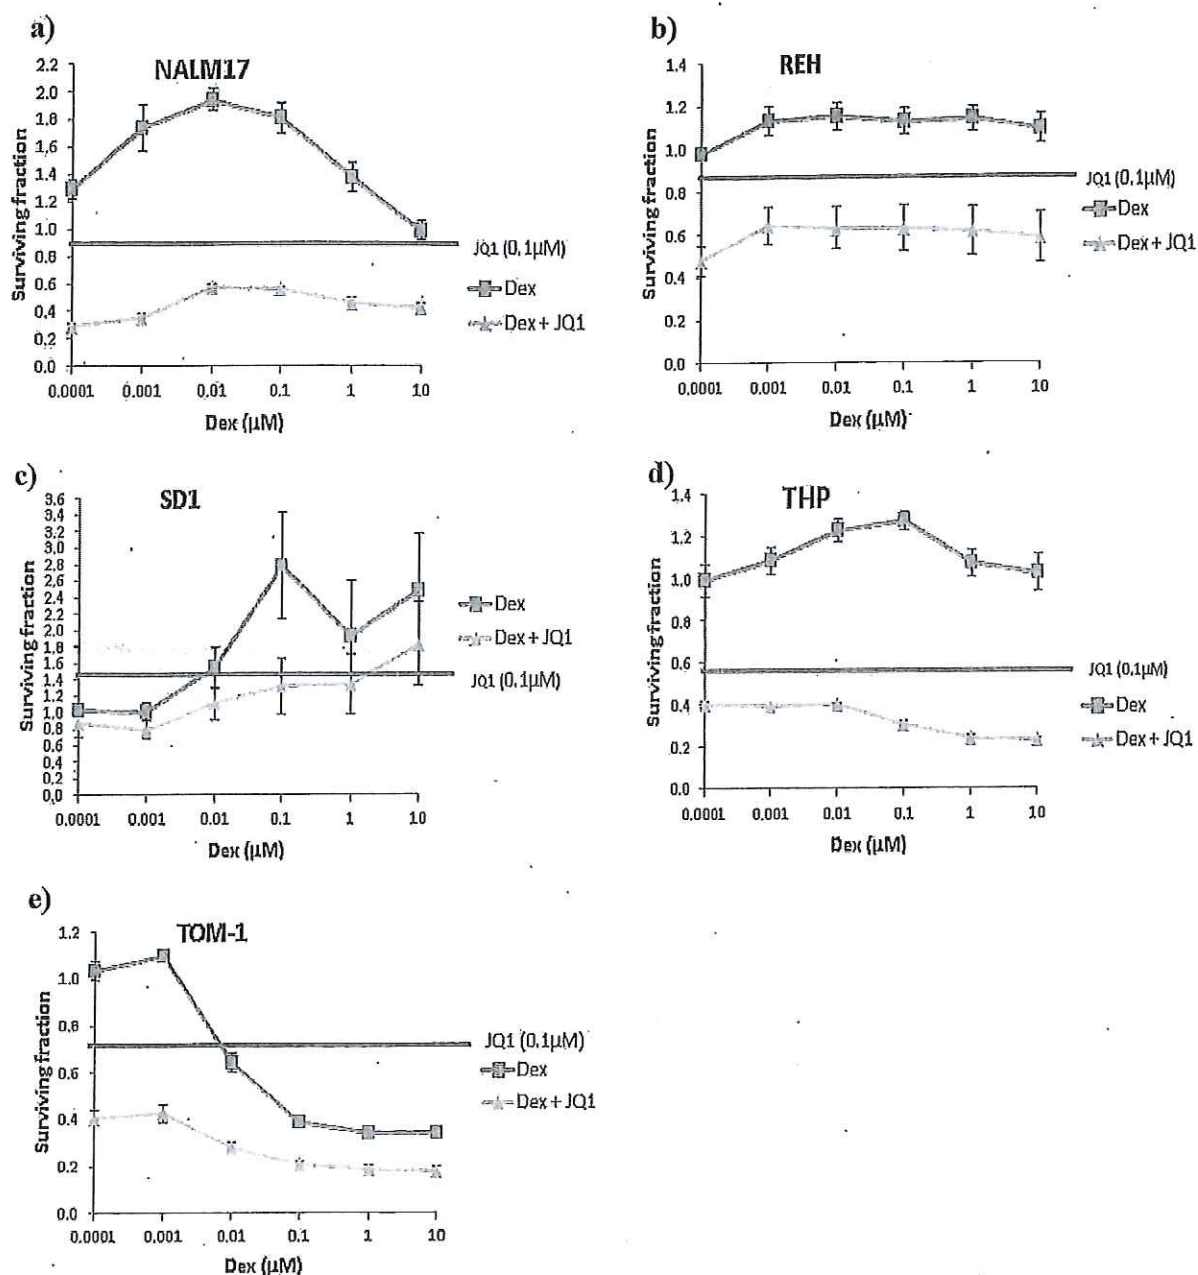 a)
NALM17
2.2
2.0
1.8
1.6
1.4
1.2
1.0
0.8
0.6
0.4
0.2
0.0
Surviving fraction
0.0001 0.001 0.01 0.1 1 10
Dex (µM)
JQ1 (0.1µM)
Dex
Dex + JQ1
b)
REH
1.4
1.2
1.0
0.8
0.6
0.4
0.2
0.0
Surviving fraction
0.0001 0.001 0.01 0.1 1 10
Dex (µM)
JQ1 (0.1µM)
Dex
Dex + JQ1
c)
SD1
3.6
3.4
3.2
3.0
2.8
2.6
2.4
2.2
2.0
1.8
1.6
1.4
1.2
1.0
0.8
0.6
0.4
0.2
0.0
Surviving fraction
0.0001 0.001 0.01 0.1 1 10
Dex (µM)
Dex
Dex + JQ1
JQ1 (0.1µM)
d)
THP
1.4
1.2
1.0
0.8
0.6
0.4
0.2
0.0
Surviving fraction
0.0001 0.001 0.01 0.1 1 10
Dex (µM)
JQ1 (0.1µM)
Dex
Dex + JQ1
e)
TOM-1
1.2
1.0
0.8
0.6
0.4
0.2
0.0
Surviving fraction
0.0001 0.001 0.01 0.1 1 10
Dex (µM)
JQ1 (0.1µM)
Dex
Dex + JQ1